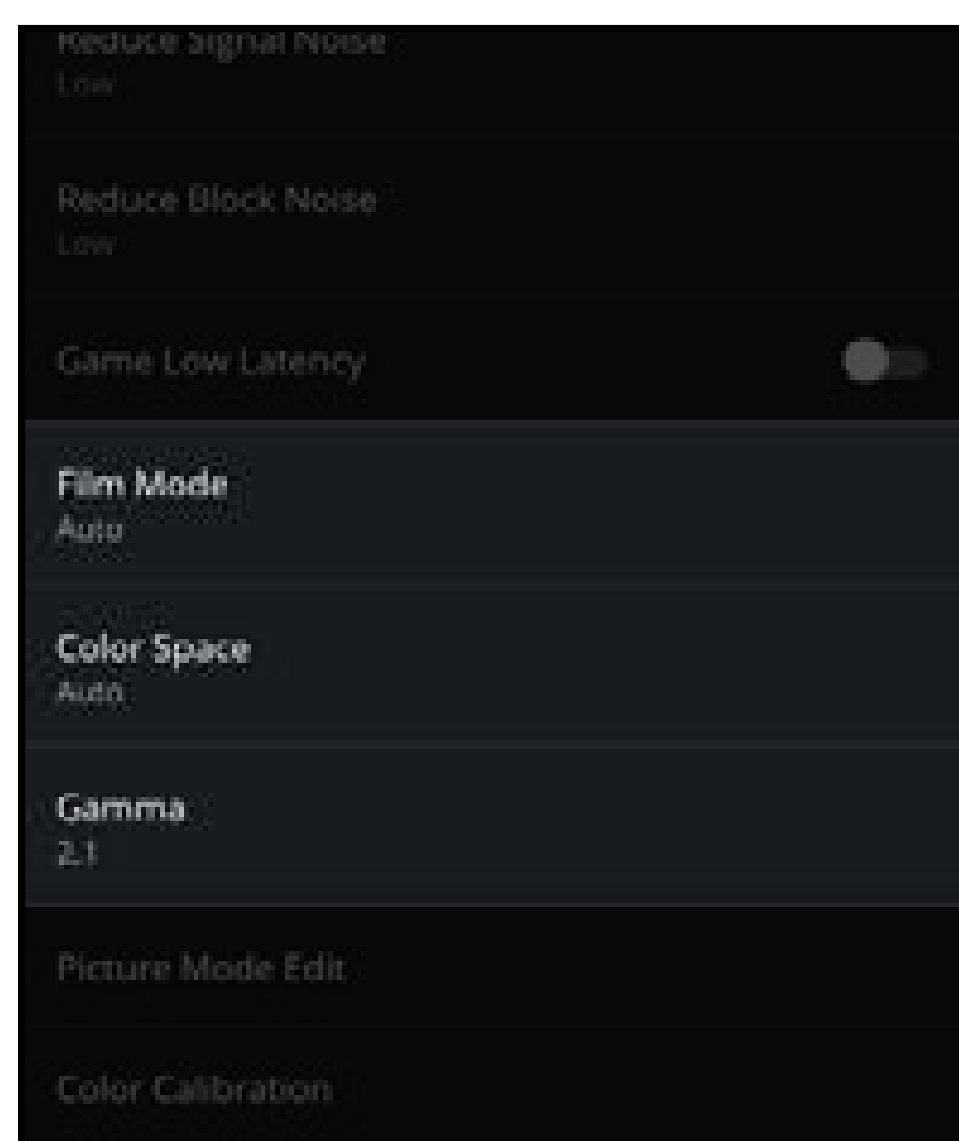 Reduce Signal Noise
Low
Reduce Block Noise
Low
Game Low Latency
Film Mode
Auto
Color Space
Auto
Gamma
2.1
Picture Mode Edit
Color Calibration